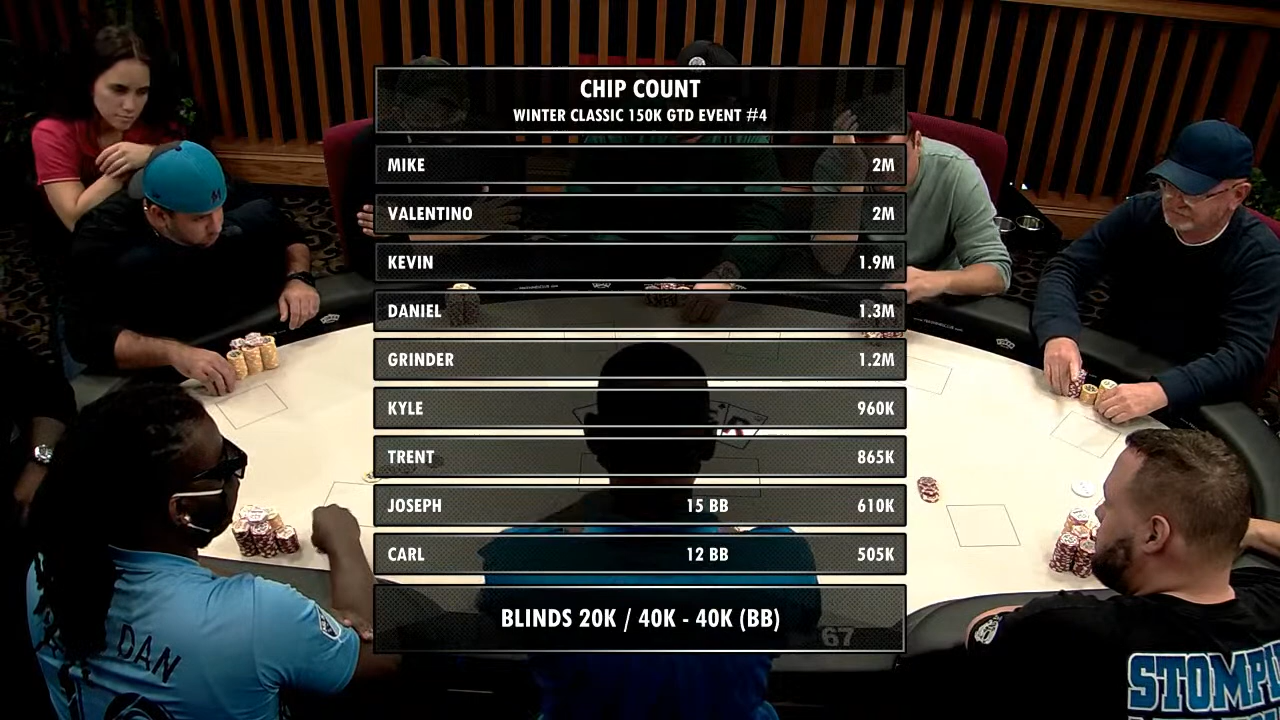 CHIP COUNT
WINTER CLASSIC 150K GTD EVENT #4
MIKE 2M
VALENTINO 2M
KEVIN 1.9M
DANIEL 1.3M
GRINDER 1.2M
KYLE 960K
TRENT 865K
JOSEPH 15 BB 610K
CARL 12 BB 505K
BLINDS 20K / 40K - 40K (BB)
67
DAN